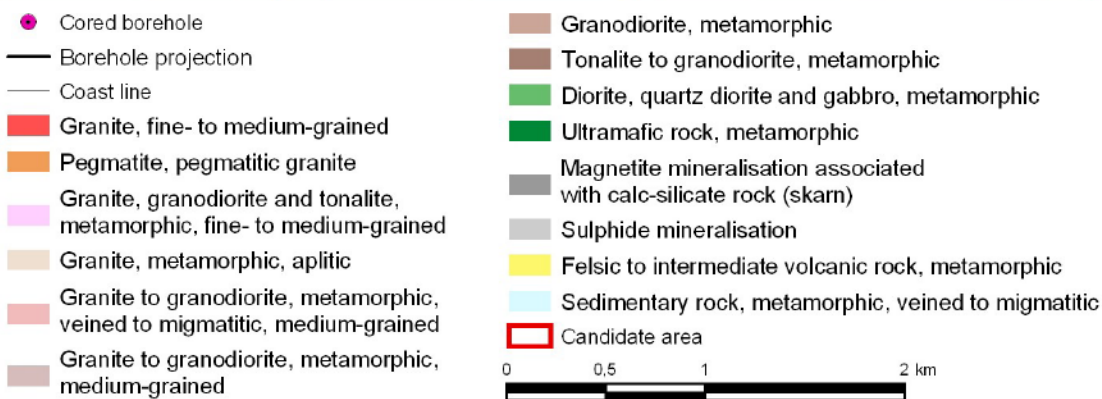 Cored borehole
Borehole projection
Coast line
Granite, fine- to medium-grained
Pegmatite, pegmatitic granite
Granite, granodiorite and tonalite,
metamorphic, fine- to medium-grained
Granite, metamorphic, aplitic
Granite to granodiorite, metamorphic,
veined to migmatitic, medium-grained
Granite to granodiorite, metamorphic,
medium-grained
Granodiorite, metamorphic
Tonalite to granodiorite, metamorphic
Diorite, quartz diorite and gabbro, metamorphic
Ultramafic rock, metamorphic
Magnetite mineralisation associated
with calc-silicate rock (skarn)
Sulphide mineralisation
Felsic to intermediate volcanic rock, metamorphic
Sedimentary rock, metamorphic, veined to migmatitic
Candidate area
0 0,5 1 2 km